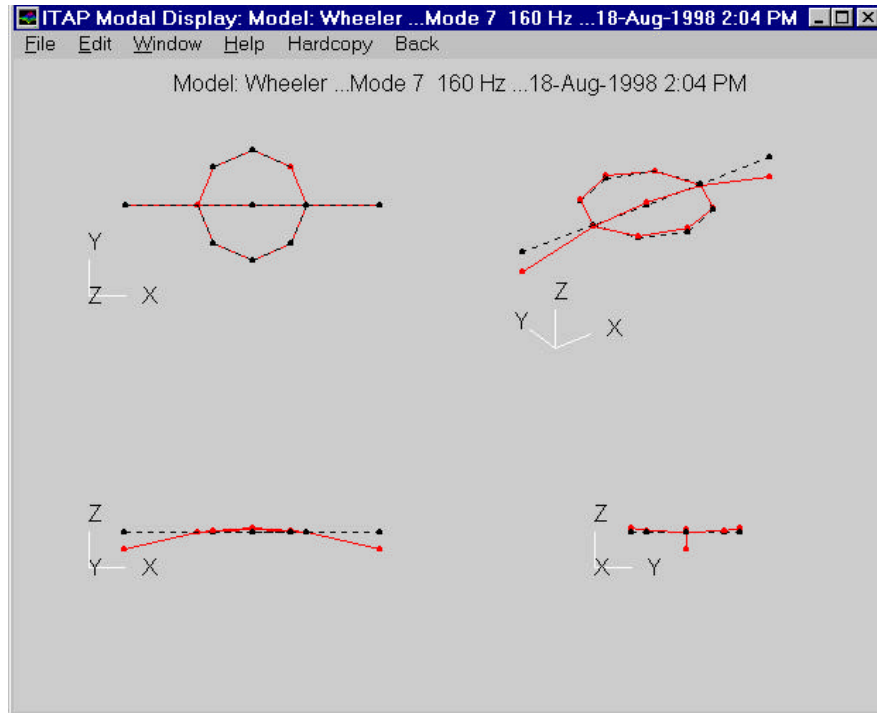 ITAP Modal Display: Model: Wheeler ...Mode 7 160 Hz ...18-Aug-1998 2:04 PM
File Edit Window Help Hardcopy Back
Model: Wheeler ...Mode 7 160 Hz ...18-Aug-1998 2:04 PM
Y
Z X
Z
Y X
Z
Y X
Z
X Y